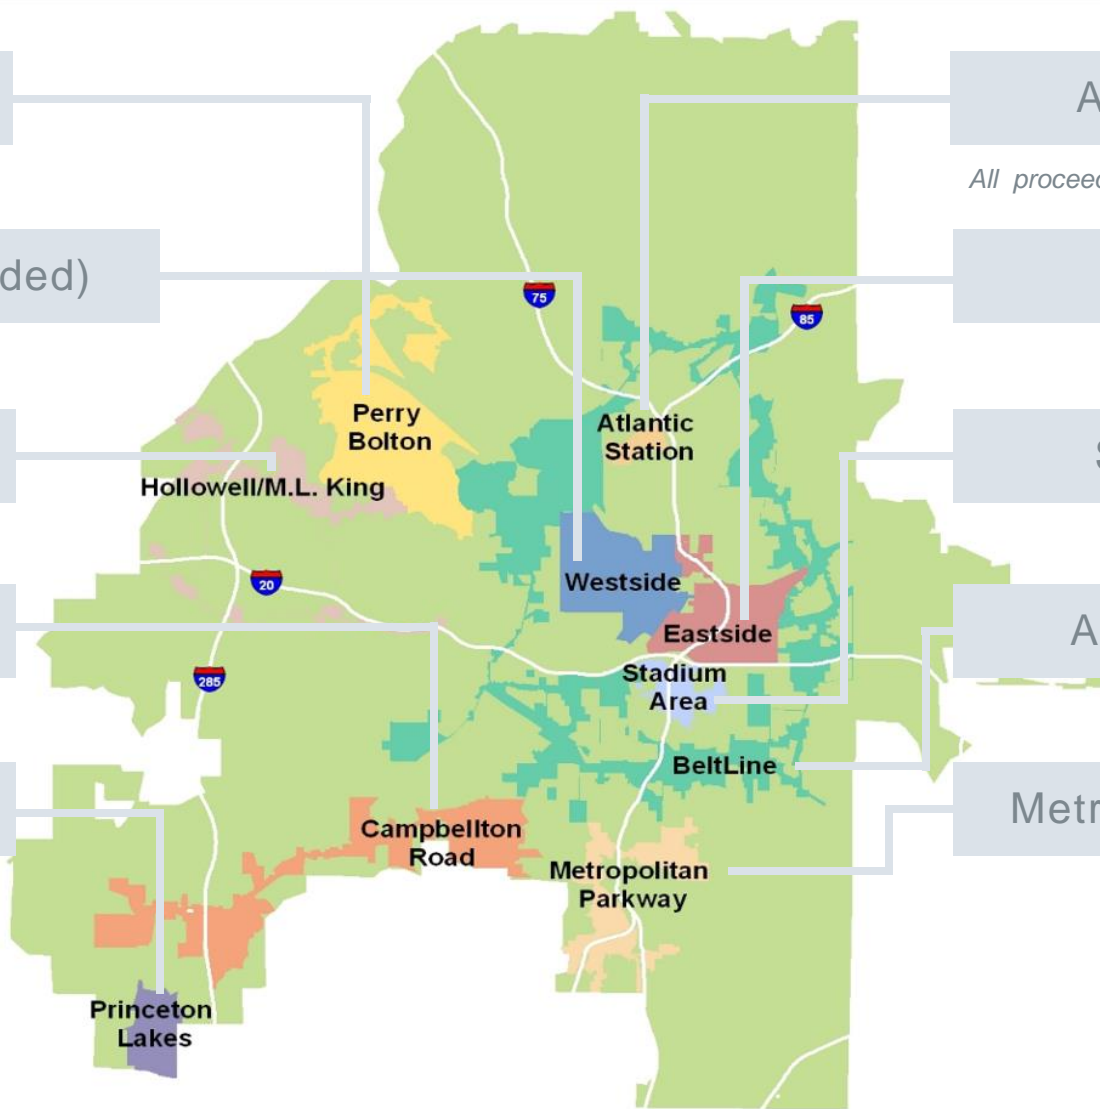 A
All proceed
ded)
75
85
Perry
Bolton
Atlantic
Station
S
Hollowell/M.L. King
20
Westside
Eastside
A
285
Stadium
Area
BeltLine
Metr
Campbellton
Road
Metropolitan
Parkway
Princeton
Lakes